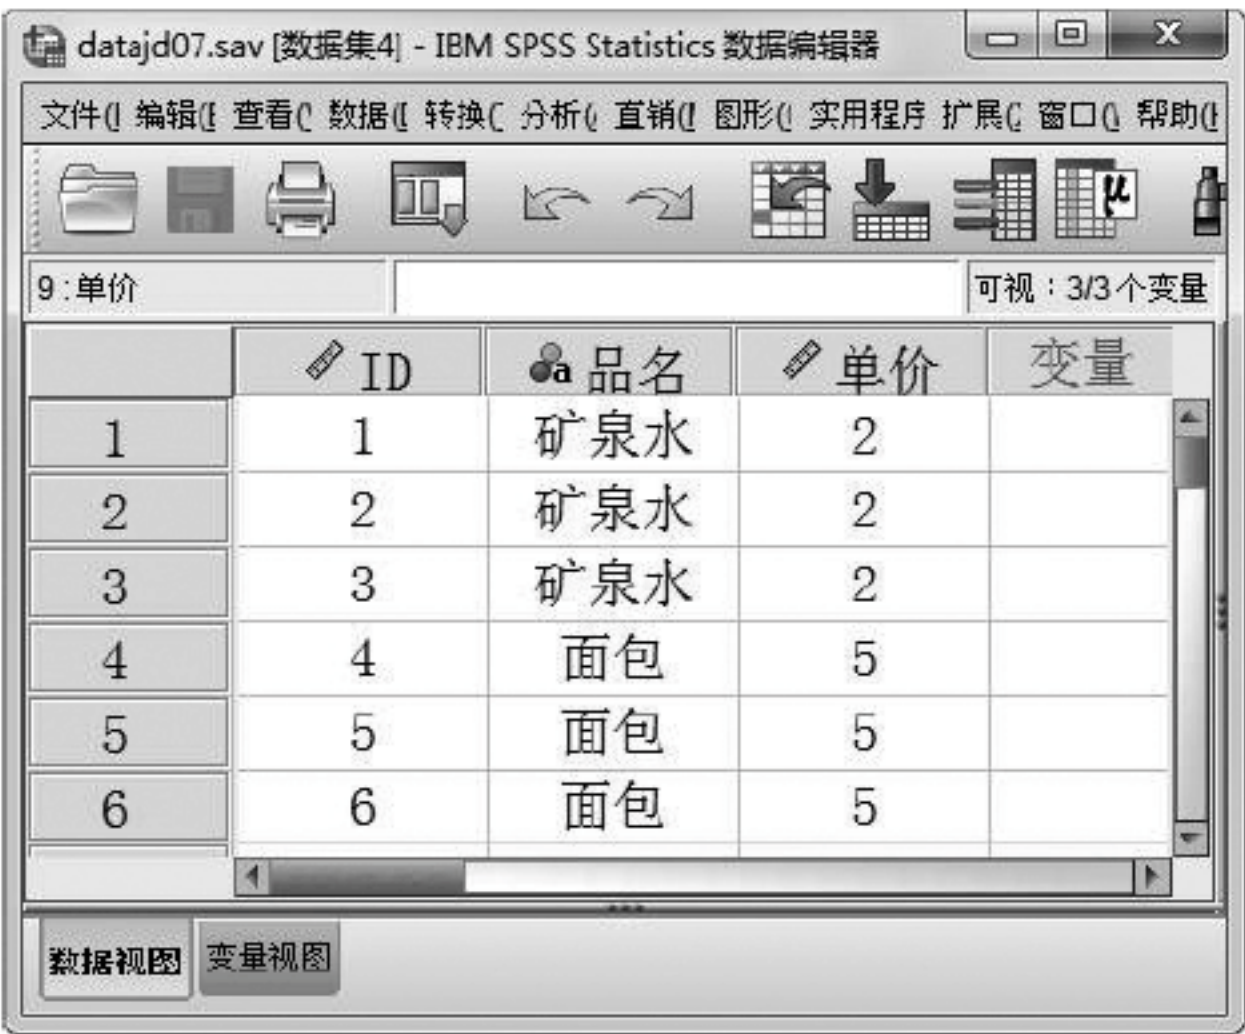 datajd07.sav [数据集4] - IBM SPSS Statistics 数据编辑器
文件( 编辑( 查看( 数据( 转换( 分析( 直销( 图形( 实用程序 扩展( 窗口( 帮助(
μ
9 : 单价 可视：3/3 个变量
ID a 品名 单价 变量
1 1 矿泉水 2
2 2 矿泉水 2
3 3 矿泉水 2
4 4 面包 5
5 5 面包 5
6 6 面包 5
数据视图 变量视图